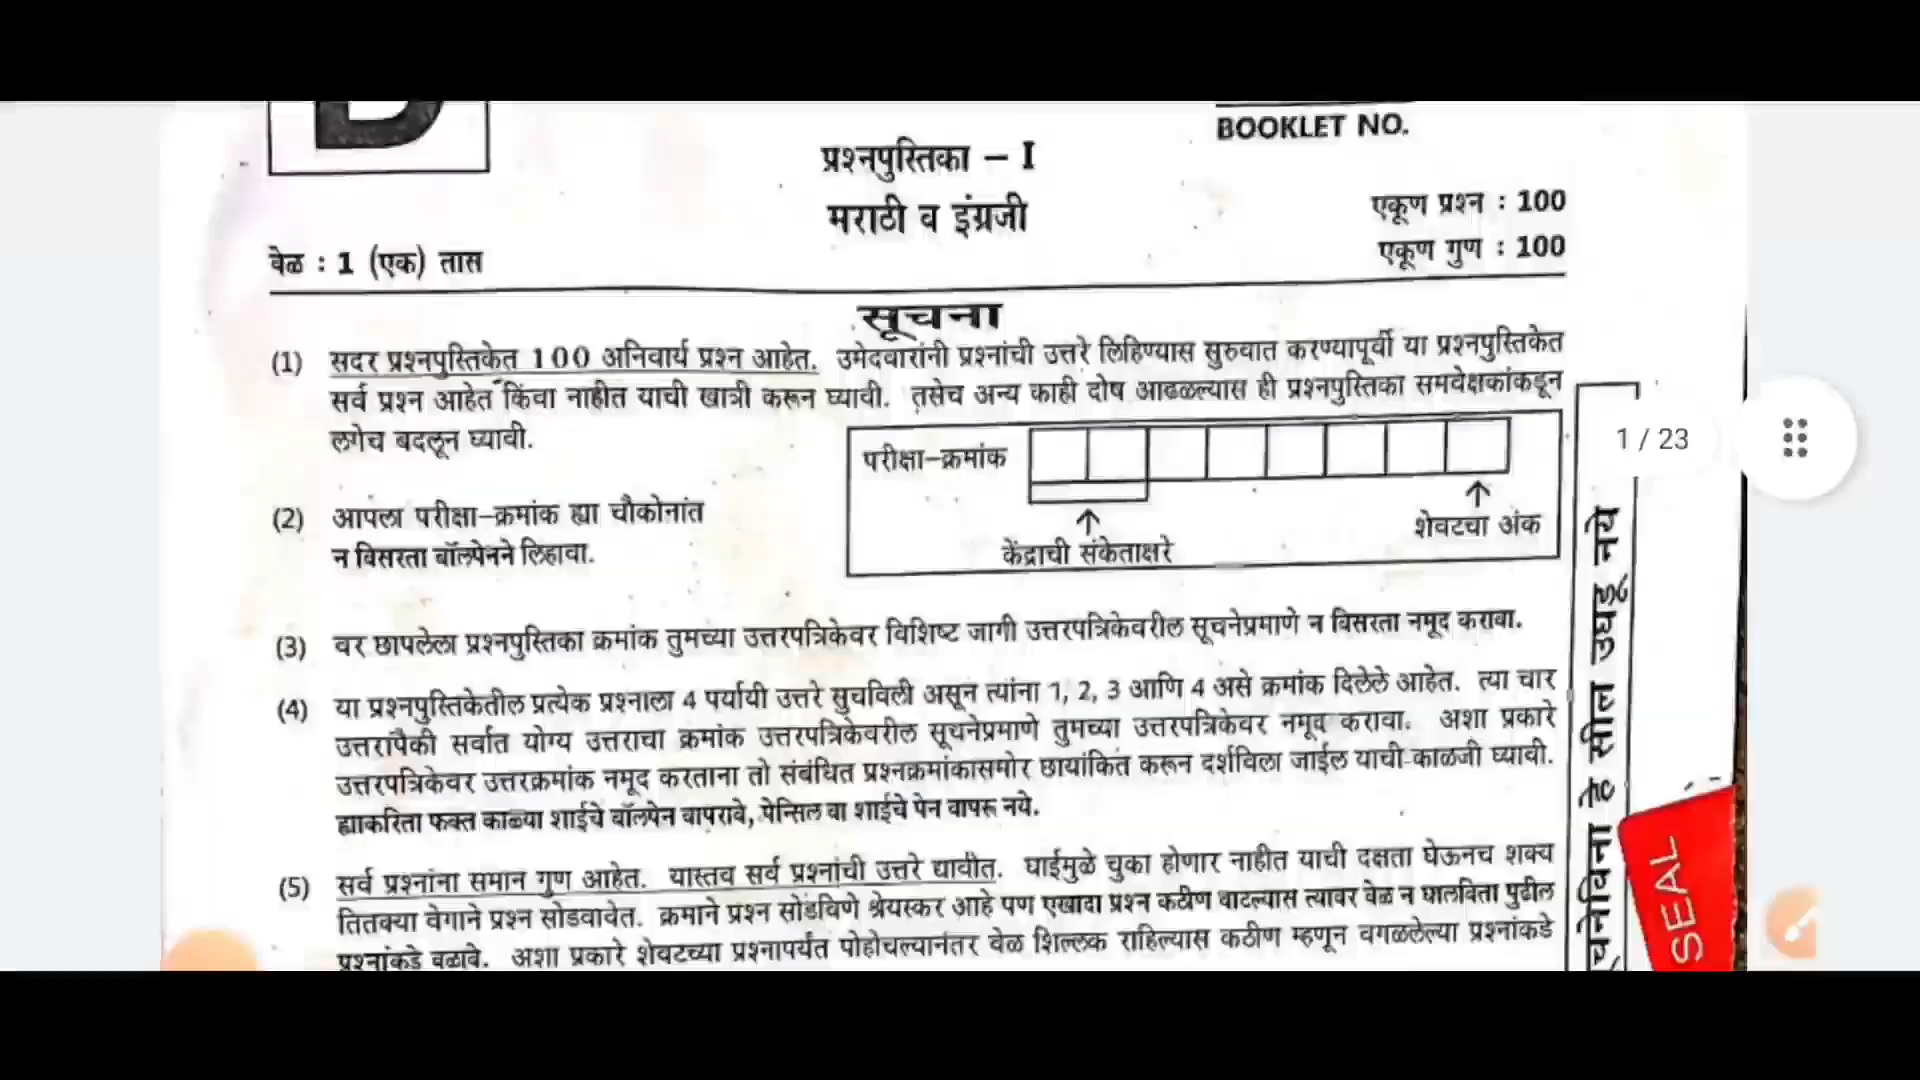 BOOKLET NO.
प्रश्नपुस्तिका – I
मराठी व इंग्रजी
एकूण प्रश्न : 100
एकूण गुण : 100
वेळ : 1 (एक) तास
सूचना
(1) सदर प्रश्नपुस्तिकेत 100 अनिवार्य प्रश्न आहेत. उमेदवारांनी प्रश्नांची उत्तरे लिहिण्यास सुरुवात करण्यापूर्वी या प्रश्नपुस्तिकेत
सर्व प्रश्न आहेत किंवा नाहीत याची खात्री करून घ्यावी. तसेच अन्य काही दोष आढळल्यास ही प्रश्नपुस्तिका समवेक्षकांकडून
लगेच बदलून घ्यावी.
परीक्षा–क्रमांक
केंद्राची संकेताक्षरे
शेवटचा अंक
(2) आपला परीक्षा–क्रमांक ह्या चौकोनांत
न विसरता बॉलपेनने लिहावा.
(3) वर छापलेला प्रश्नपुस्तिका क्रमांक तुमच्या उत्तरपत्रिकेवर विशिष्ट जागी उत्तरपत्रिकेवरील सूचनेप्रमाणे न विसरता नमूद करावा.
(4) या प्रश्नपुस्तिकेतील प्रत्येक प्रश्नाला 4 पर्यायी उत्तरे सुचविली असून त्यांना 1, 2, 3 आणि 4 असे क्रमांक दिलेले आहेत. त्या चार
उत्तरांपैकी सर्वात योग्य उत्तराचा क्रमांक उत्तरपत्रिकेवरील सूचनेप्रमाणे तुमच्या उत्तरपत्रिकेवर नमूद करावा. अशा प्रकारे
उत्तरपत्रिकेवर उत्तरक्रमांक नमूद करताना तो संबंधित प्रश्नक्रमांकासमोर छायांकित करून दर्शविला जाईल याची काळजी घ्यावी.
ह्याकरिता फक्त काळ्या शाईचे बॉलपेन वापरावे, पेन्सिल वा शाईचे पेन वापरू नये.
(5) सर्व प्रश्नांना समान गुण आहेत. यास्तव सर्व प्रश्नांची उत्तरे द्यावीत. घाईमुळे चुका होणार नाहीत याची दक्षता घेऊनच शक्य
तितक्या वेगाने प्रश्न सोडवावेत. क्रमाने प्रश्न सोडविणे श्रेयस्कर आहे पण एखादा प्रश्न कठीण वाटल्यास त्यावर वेळ न घालविता पुढील
प्रश्नांकडे वळावे. अशा प्रकारे शेवटच्या प्रश्नापर्यंत पोहोचल्यानंतर वेळ शिल्लक राहिल्यास कठीण म्हणून वगळलेल्या प्रश्नांकडे
1 / 23
हे सील उघडू नये
SEAL